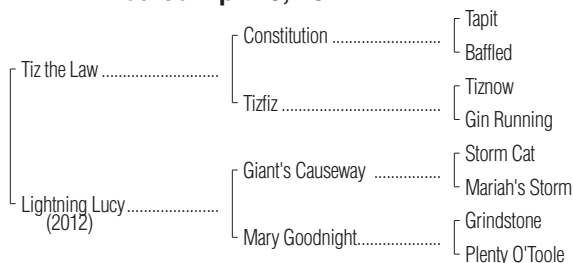 Constitution ........................
Tapit
Baffled
Tiz the Law ..........................
Tizfiz .....................................
Tiznow
Gin Running
Giant's Causeway ................
Storm Cat
Mariah's Storm
Lightning Lucy .....................
(2012)
Mary Goodnight ...................
Grindstone
Plenty O'Toole